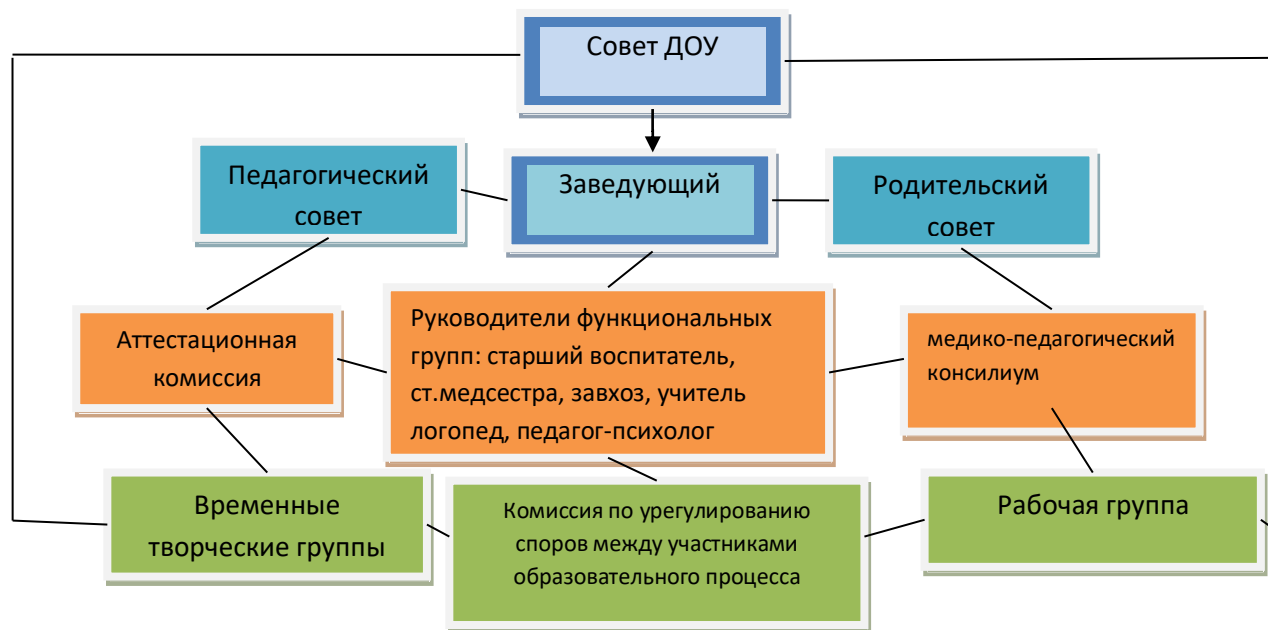 Совет ДОУ
Педагогический
совет
Заведующий
Родительский
совет
Аттестационная
комиссия
Руководители функциональных
групп: старший воспитатель,
ст.медсестра, завхоз, учитель
логопед, педагог-психолог
медико-педагогический
консилиум
Временные
творческие группы
Комиссия по урегулированию
споров между участниками
образовательного процесса
Рабочая группа